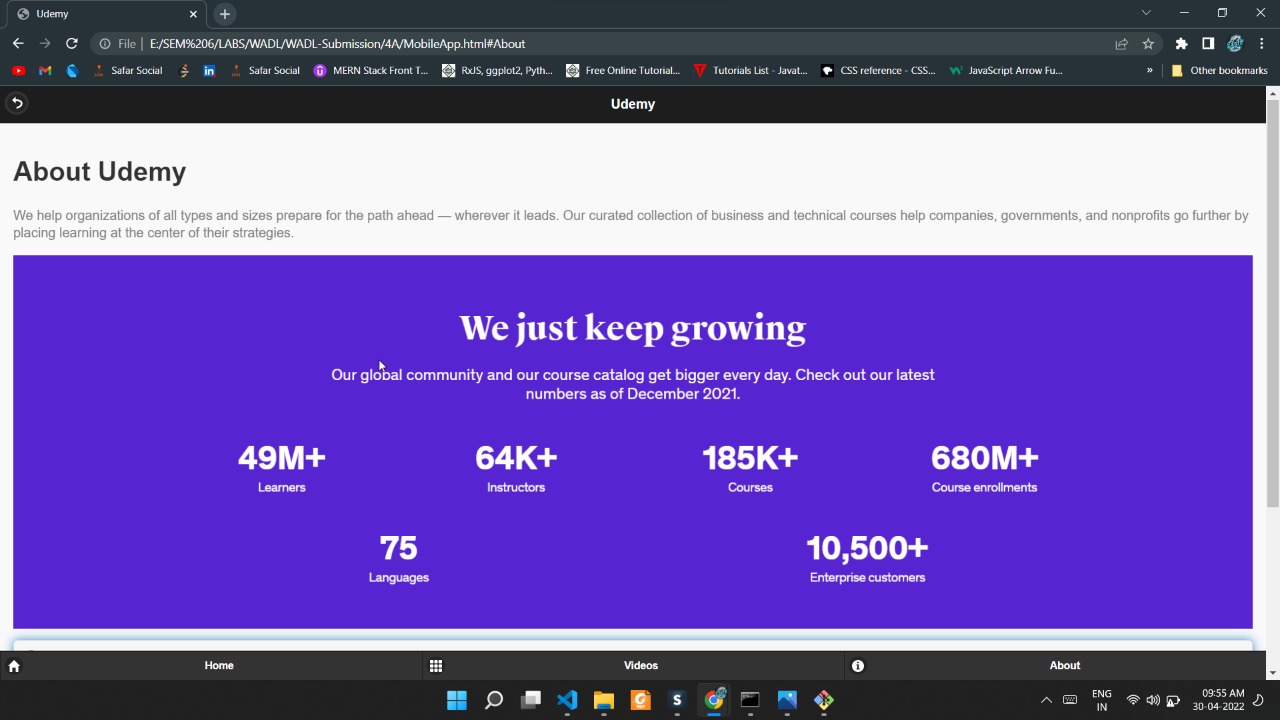 Udemy
File
E:/SEM%206/LABS/WADL/WADL-Submission/4A/MobileApp.html#About
Safar Social
Safar Social
MERN Stack Front T...
RxJS, ggplot2, Pyth...
Free Online Tutorial...
Tutorials List - Javat...
CSS reference - CSS...
JavaScript Arrow Fu...
»
Other bookmarks
Udemy
About Udemy
We help organizations of all types and sizes prepare for the path ahead — wherever it leads. Our curated collection of business and technical courses help companies, governments, and nonprofits go further by
placing learning at the center of their strategies.
We just keep growing
Our global community and our course catalog get bigger every day. Check out our latest
numbers as of December 2021.
49M+ 64K+ 185K+ 680M+
Learners Instructors Courses Course enrollments
75 10,500+
Languages Enterprise customers
Home Videos About
ENG 09:55 AM
IN 30-04-2022